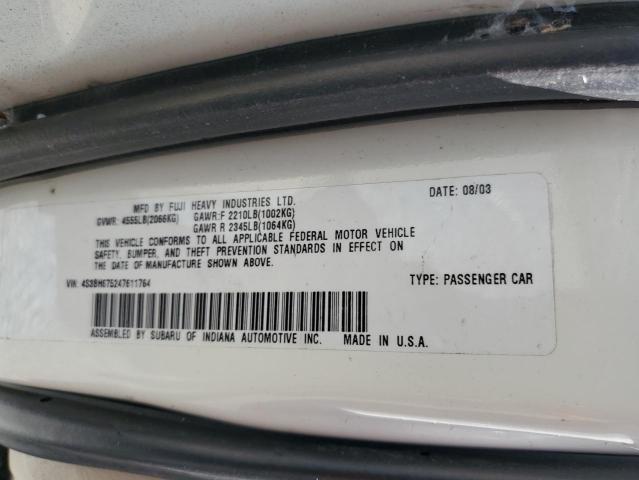 MFD BY FUJI HEAVY INDUSTRIES LTD. DATE: 08/03
GVWR: 4555LB(2066KG) GAWR:F 2210LB(1002KG)
GAWR R 2345LB(1064KG)
THIS VEHICLE CONFORMS TO ALL APPLICABLE FEDERAL MOTOR VEHICLE
SAFETY, BUMPER, AND THEFT PREVENTION STANDARDS IN EFFECT ON
THE DATE OF MANUFACTURE SHOWN ABOVE.
VIN: 4S3BH675247611764 TYPE: PASSENGER CAR
ASSEMBLED BY SUBARU OF INDIANA AUTOMOTIVE INC. MADE IN U.S.A.